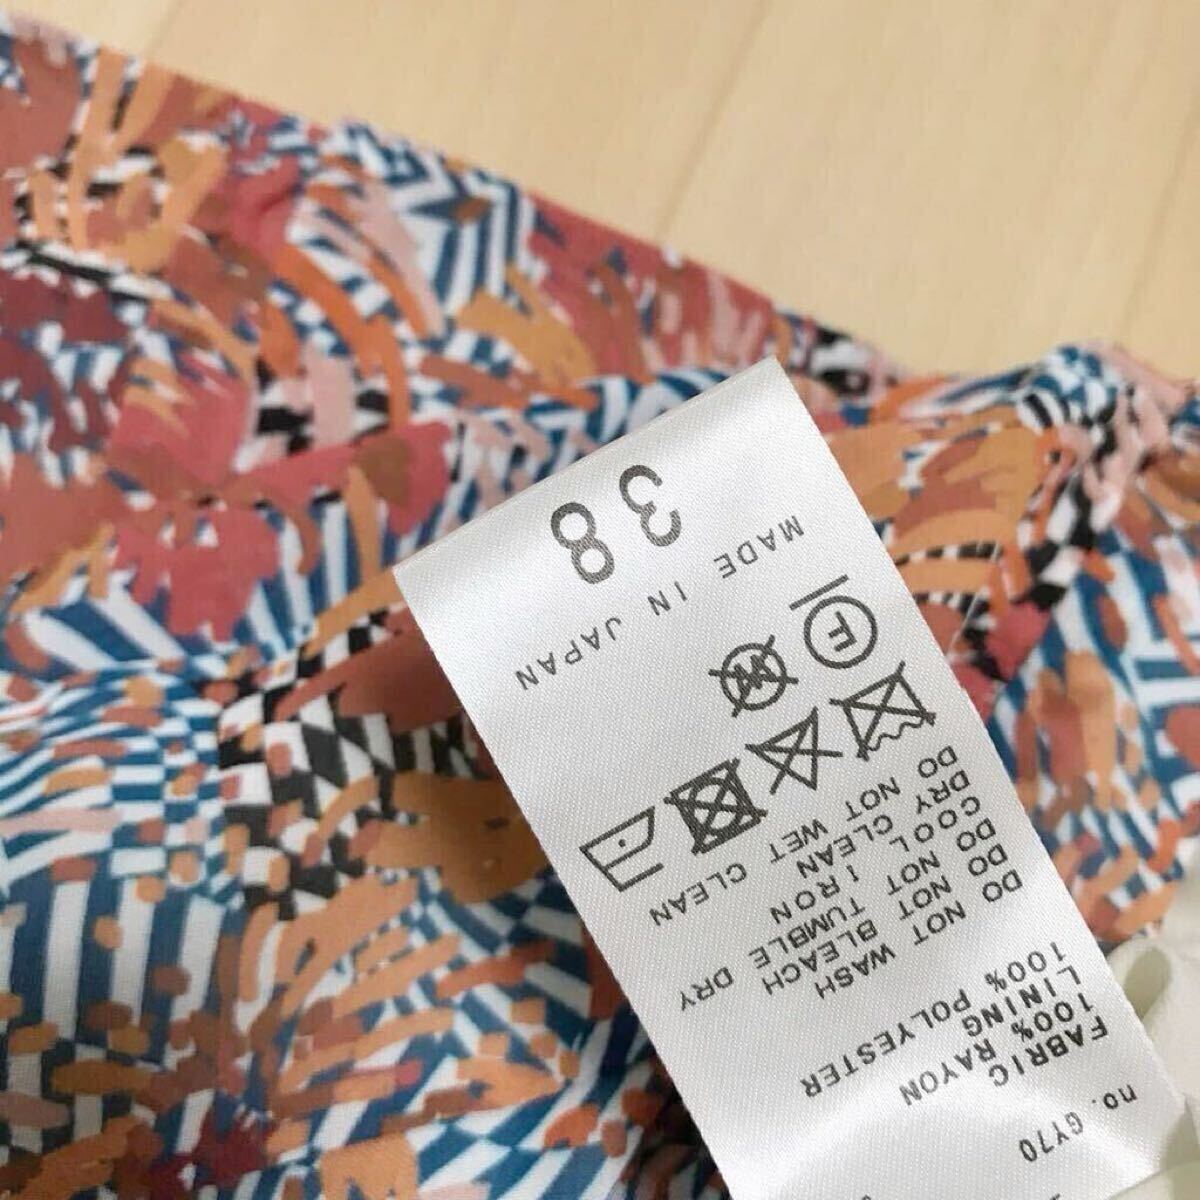 no. GY70
FABRIC
100% RAYON
LINING
100% POLYESTER
DO NOT WASH
DO NOT BLEACH
DO NOT TUMBLE DRY
COOL IRON
DRY CLEAN
DO NOT WET CLEAN
F
W
MADE IN JAPAN
38